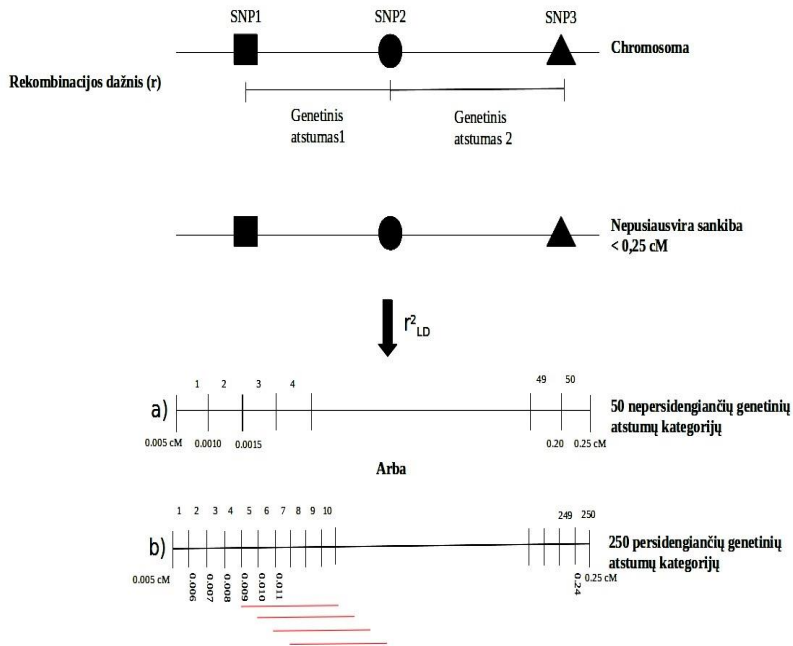 SNP1 SNP2 SNP3
Chromosoma
Rekombinacijos dažnis (r)
Genetinis
atstumas1
Genetinis
atstumas 2
Nepusiausvira sankiba
< 0,25 cM
r²LD
1 2 3 4 49 50
a)
50 nepersidengiančių genetinių
atstumų kategorijų
0.005 cM 0.0010 0.0015 0.20 0.25 cM
Arba
1 2 3 4 5 6 7 8 9 10 249 250
b)
250 persidengiančių genetinių
atstumų kategorijų
0.005 cM 0.006 0.007 0.008 0.009 0.010 0.011 0.24 0.25 cM